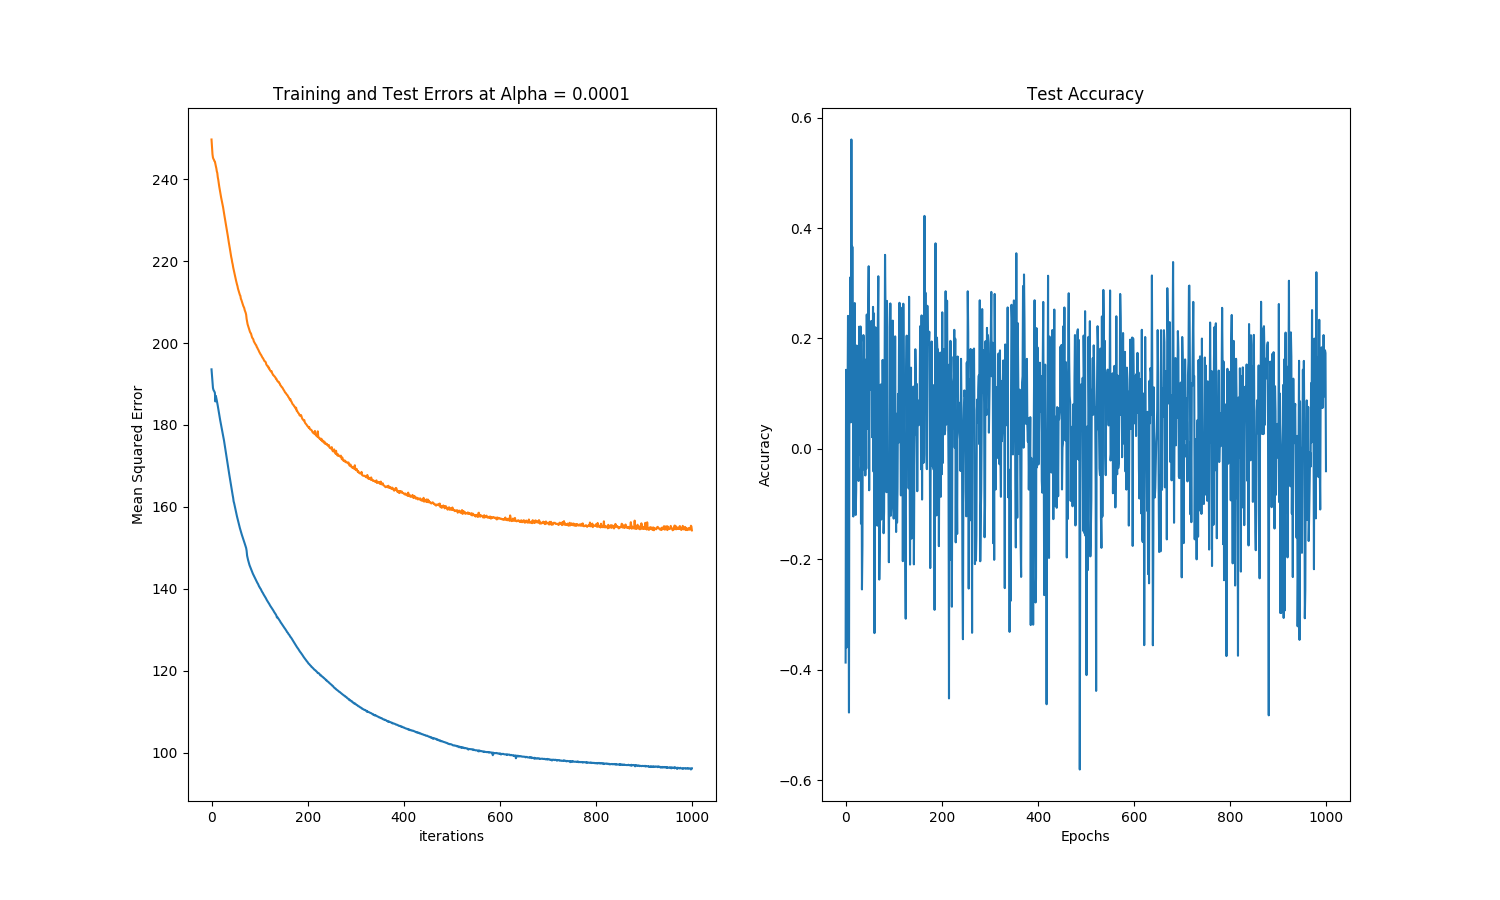 Training and Test Errors at Alpha = 0.0001
Mean Squared Error
240
220
200
180
160
140
120
100
0 200 400 600 800 1000
iterations
Test Accuracy
Accuracy
0.6
0.4
0.2
0.0
−0.2
−0.4
−0.6
0 200 400 600 800 1000
Epochs